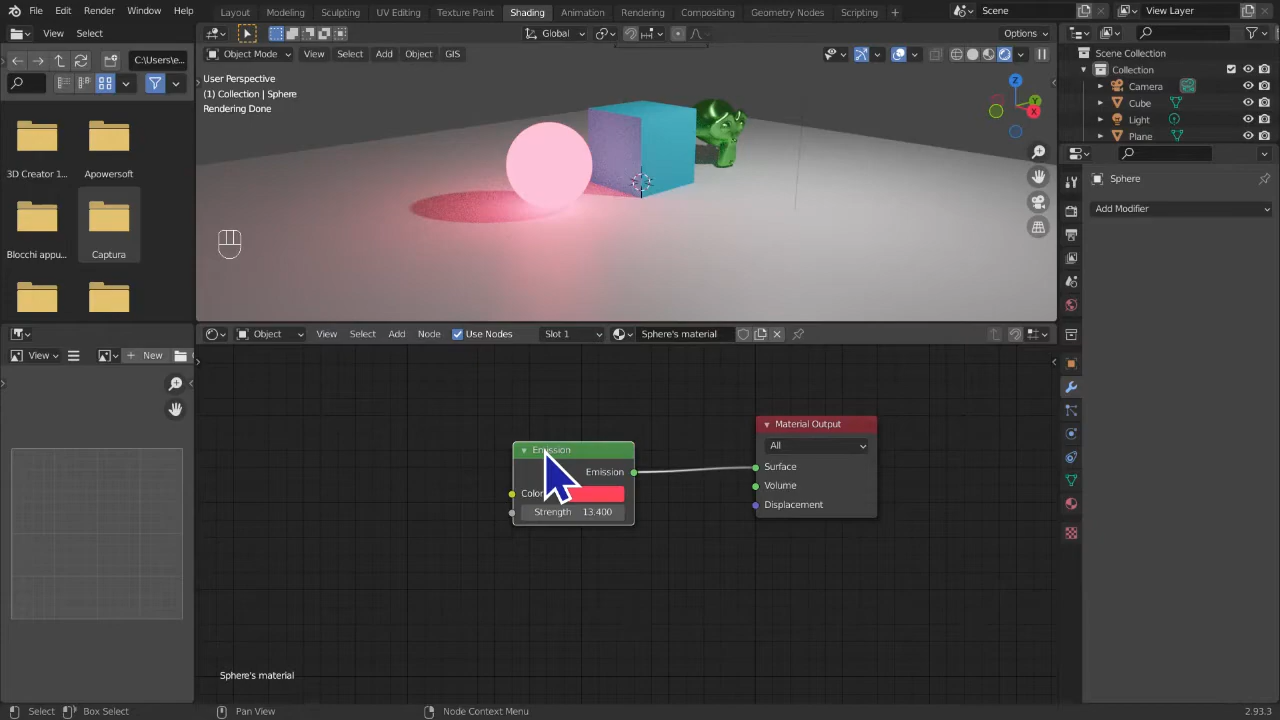 File Edit Render Window Help Layout Modeling Sculpting UV Editing Texture Paint Shading Animation Rendering Compositing Geometry Nodes Scripting + Scene View Layer
View Select Global Options
C:\Users\e... Object Mode View Select Add Object GIS
Scene Collection
Collection
Camera
Cube
Light
Plane
User Perspective
(1) Collection | Sphere
Rendering Done
Z
Y
X
3D Creator 1...
Apowersoft
Blocchi appu...
Captura
Sphere
Add Modifier
Object View Select Add Node Use Nodes Slot 1 Sphere's material
View + New
Emission
Emission
Color
Strength 13.400
Material Output
All
Surface
Volume
Displacement
Sphere's material
Select Box Select Pan View Node Context Menu 2.93.3